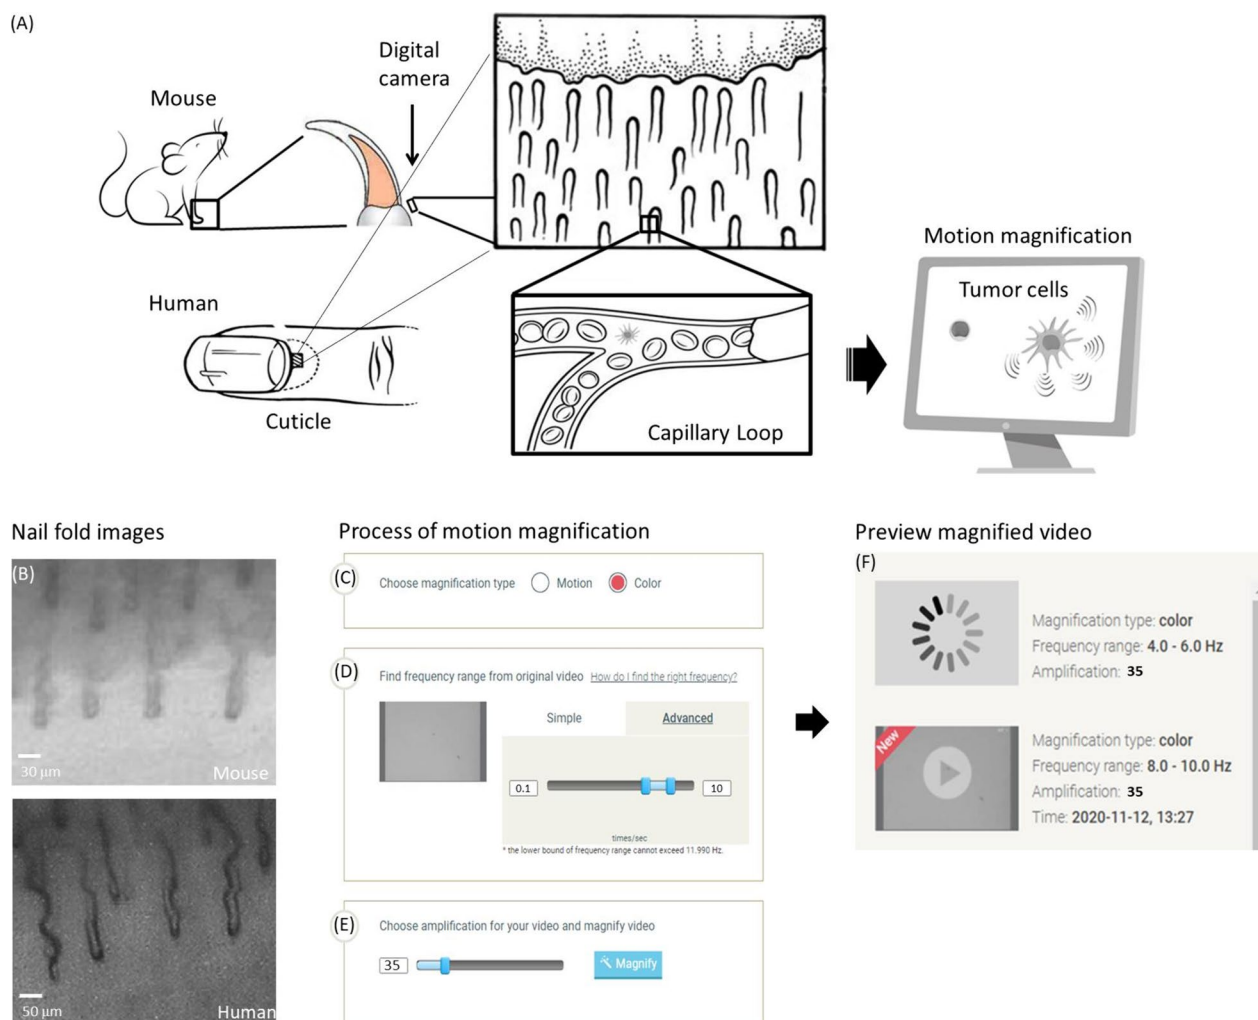 (A)
Digital
camera
Mouse
Human
Cuticle
Capillary Loop
Motion magnification
Tumor cells
Nail fold images
(B)
30 μm
Mouse
50 μm
Human
Process of motion magnification
(C)
Choose magnification type Motion Color
(D)
Find frequency range from original video How do I find the right frequency?
Simple Advanced
0.1 10
times/sec
* the lower bound of frequency range cannot exceed 11.990 Hz.
(E)
Choose amplification for your video and magnify video
35 Magnify
Preview magnified video
(F)
Magnification type: color
Frequency range: 4.0 - 6.0 Hz
Amplification: 35
New
Magnification type: color
Frequency range: 8.0 - 10.0 Hz
Amplification: 35
Time: 2020-11-12, 13:27